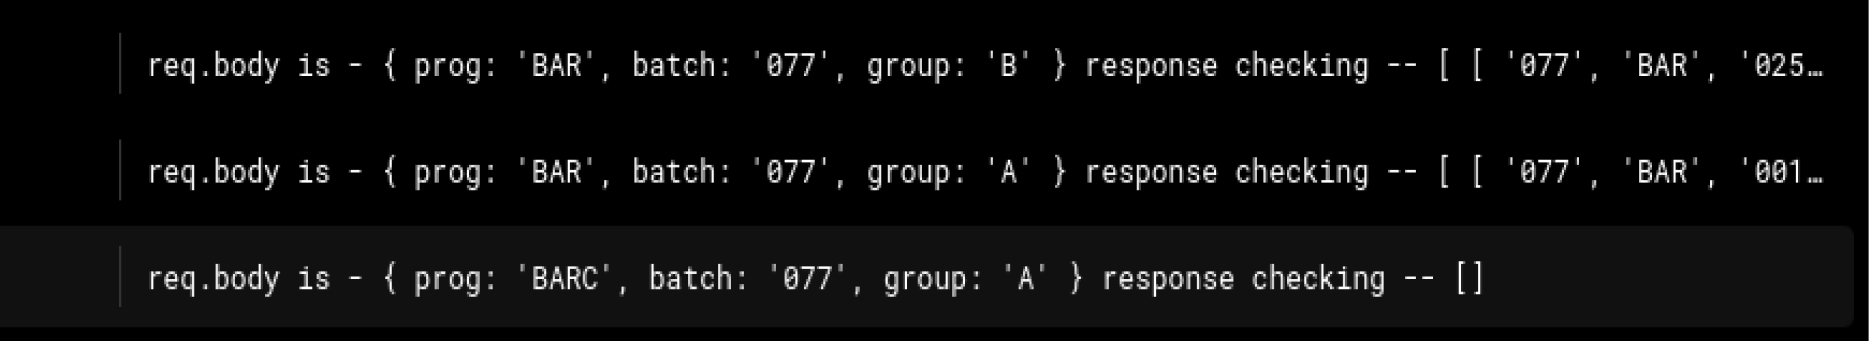 req.body is - { prog: 'BAR', batch: '077', group: 'B' } response checking -- [ [ '077', 'BAR', '025…
req.body is - { prog: 'BAR', batch: '077', group: 'A' } response checking -- [ [ '077', 'BAR', '001…
req.body is - { prog: 'BARC', batch: '077', group: 'A' } response checking -- []